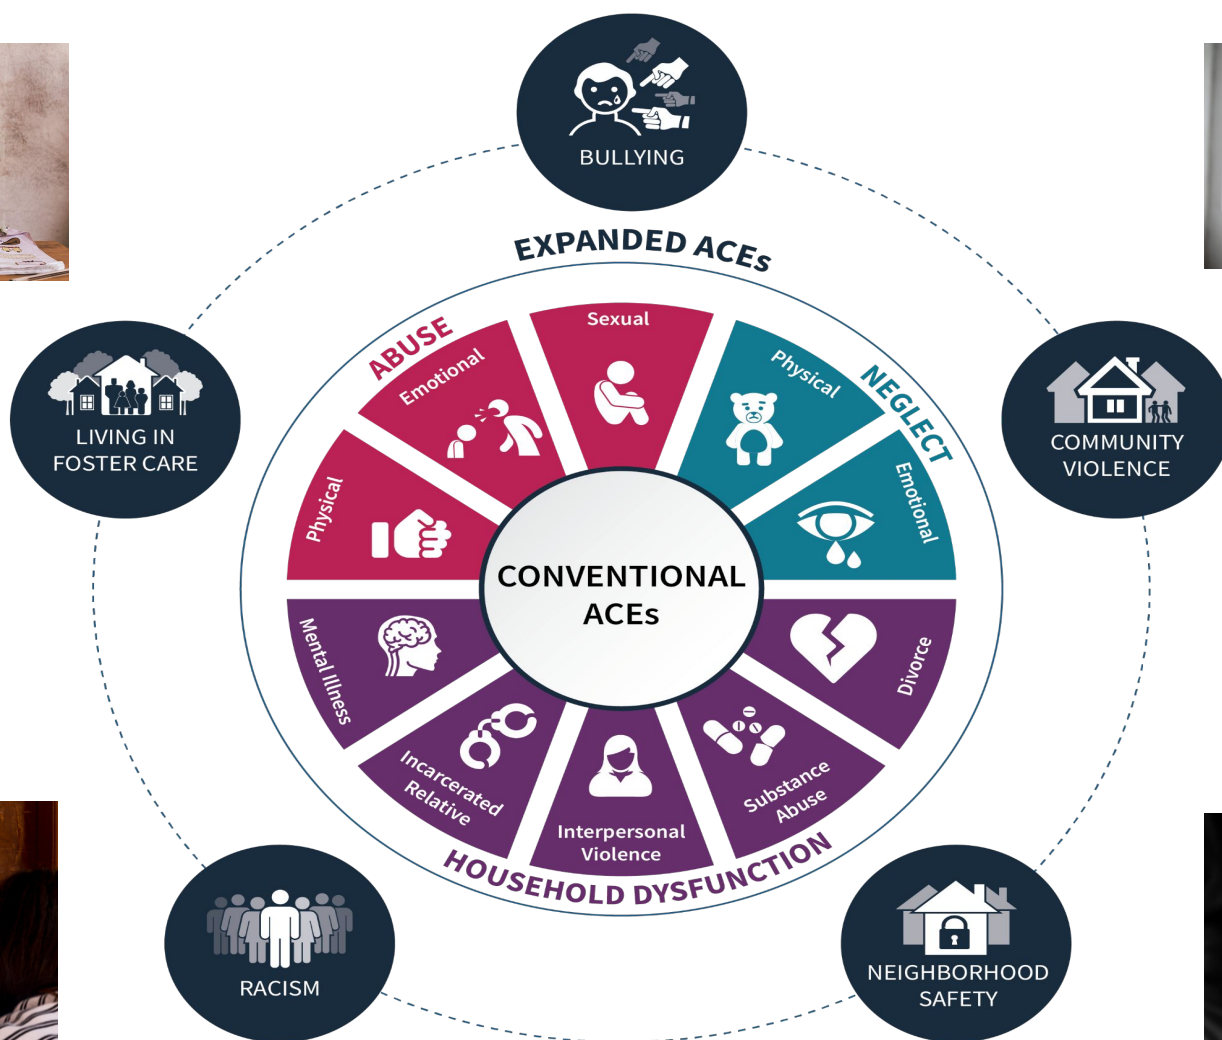 BULLYING
EXPANDED ACEs
ABUSE
Emotional
Sexual
Physical
NEGLECT
LIVING IN
FOSTER CARE
COMMUNITY
VIOLENCE
Physical
Emotional
CONVENTIONAL
ACEs
Mental Illness
Divorce
Incarcerated
Relative
Interpersonal
Violence
Substance
Abuse
HOUSEHOLD DYSFUNCTION
RACISM
NEIGHBORHOOD
SAFETY